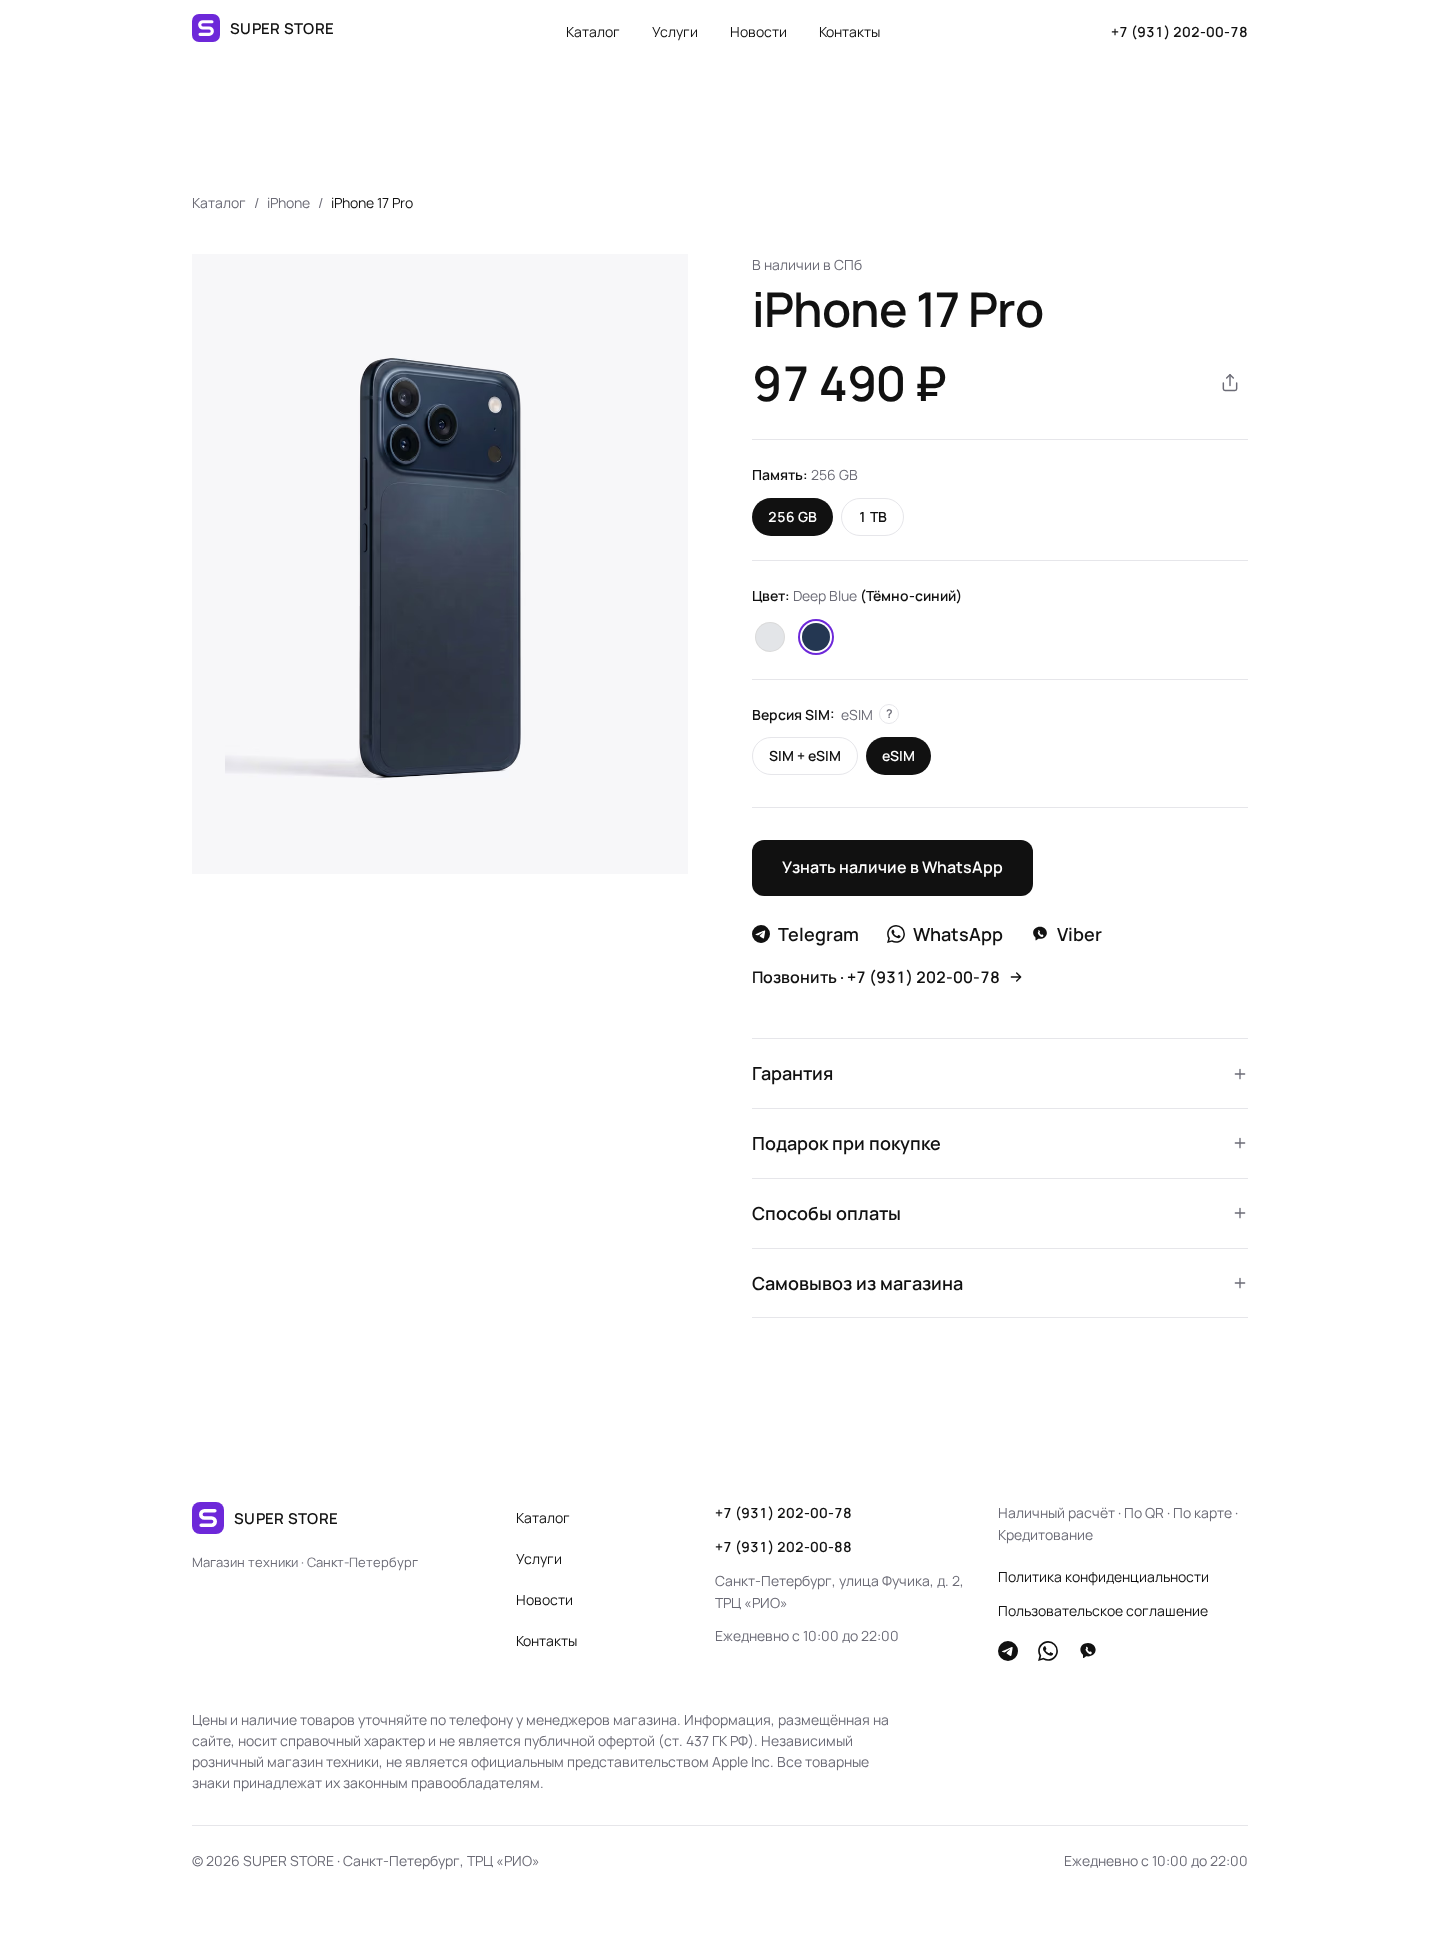 SUPER STORE
Каталог Услуги Новости Контакты
+7 (931) 202-00-78
Каталог / iPhone / iPhone 17 Pro
В наличии в СПб
iPhone 17 Pro
97 490 ₽
Память: 256 GB
256 GB 1 TB
Цвет: Deep Blue (Тёмно-синий)
Версия SIM: eSIM ?
SIM + eSIM eSIM
Узнать наличие в WhatsApp
Telegram WhatsApp Viber
Позвонить · +7 (931) 202-00-78 →
Гарантия +
Подарок при покупке +
Способы оплаты +
Самовывоз из магазина +
SUPER STORE
Магазин техники · Санкт-Петербург
Каталог
Услуги
Новости
Контакты
+7 (931) 202-00-78
+7 (931) 202-00-88
Санкт-Петербург, улица Фучика, д. 2,
ТРЦ «РИО»
Ежедневно с 10:00 до 22:00
Наличный расчёт · По QR · По карте ·
Кредитование
Политика конфиденциальности
Пользовательское соглашение
Цены и наличие товаров уточняйте по телефону у менеджеров магазина. Информация, размещённая на
сайте, носит справочный характер и не является публичной офертой (ст. 437 ГК РФ). Независимый
розничный магазин техники, не является официальным представительством Apple Inc. Все товарные
знаки принадлежат их законным правообладателям.
© 2026 SUPER STORE · Санкт-Петербург, ТРЦ «РИО»
Ежедневно с 10:00 до 22:00